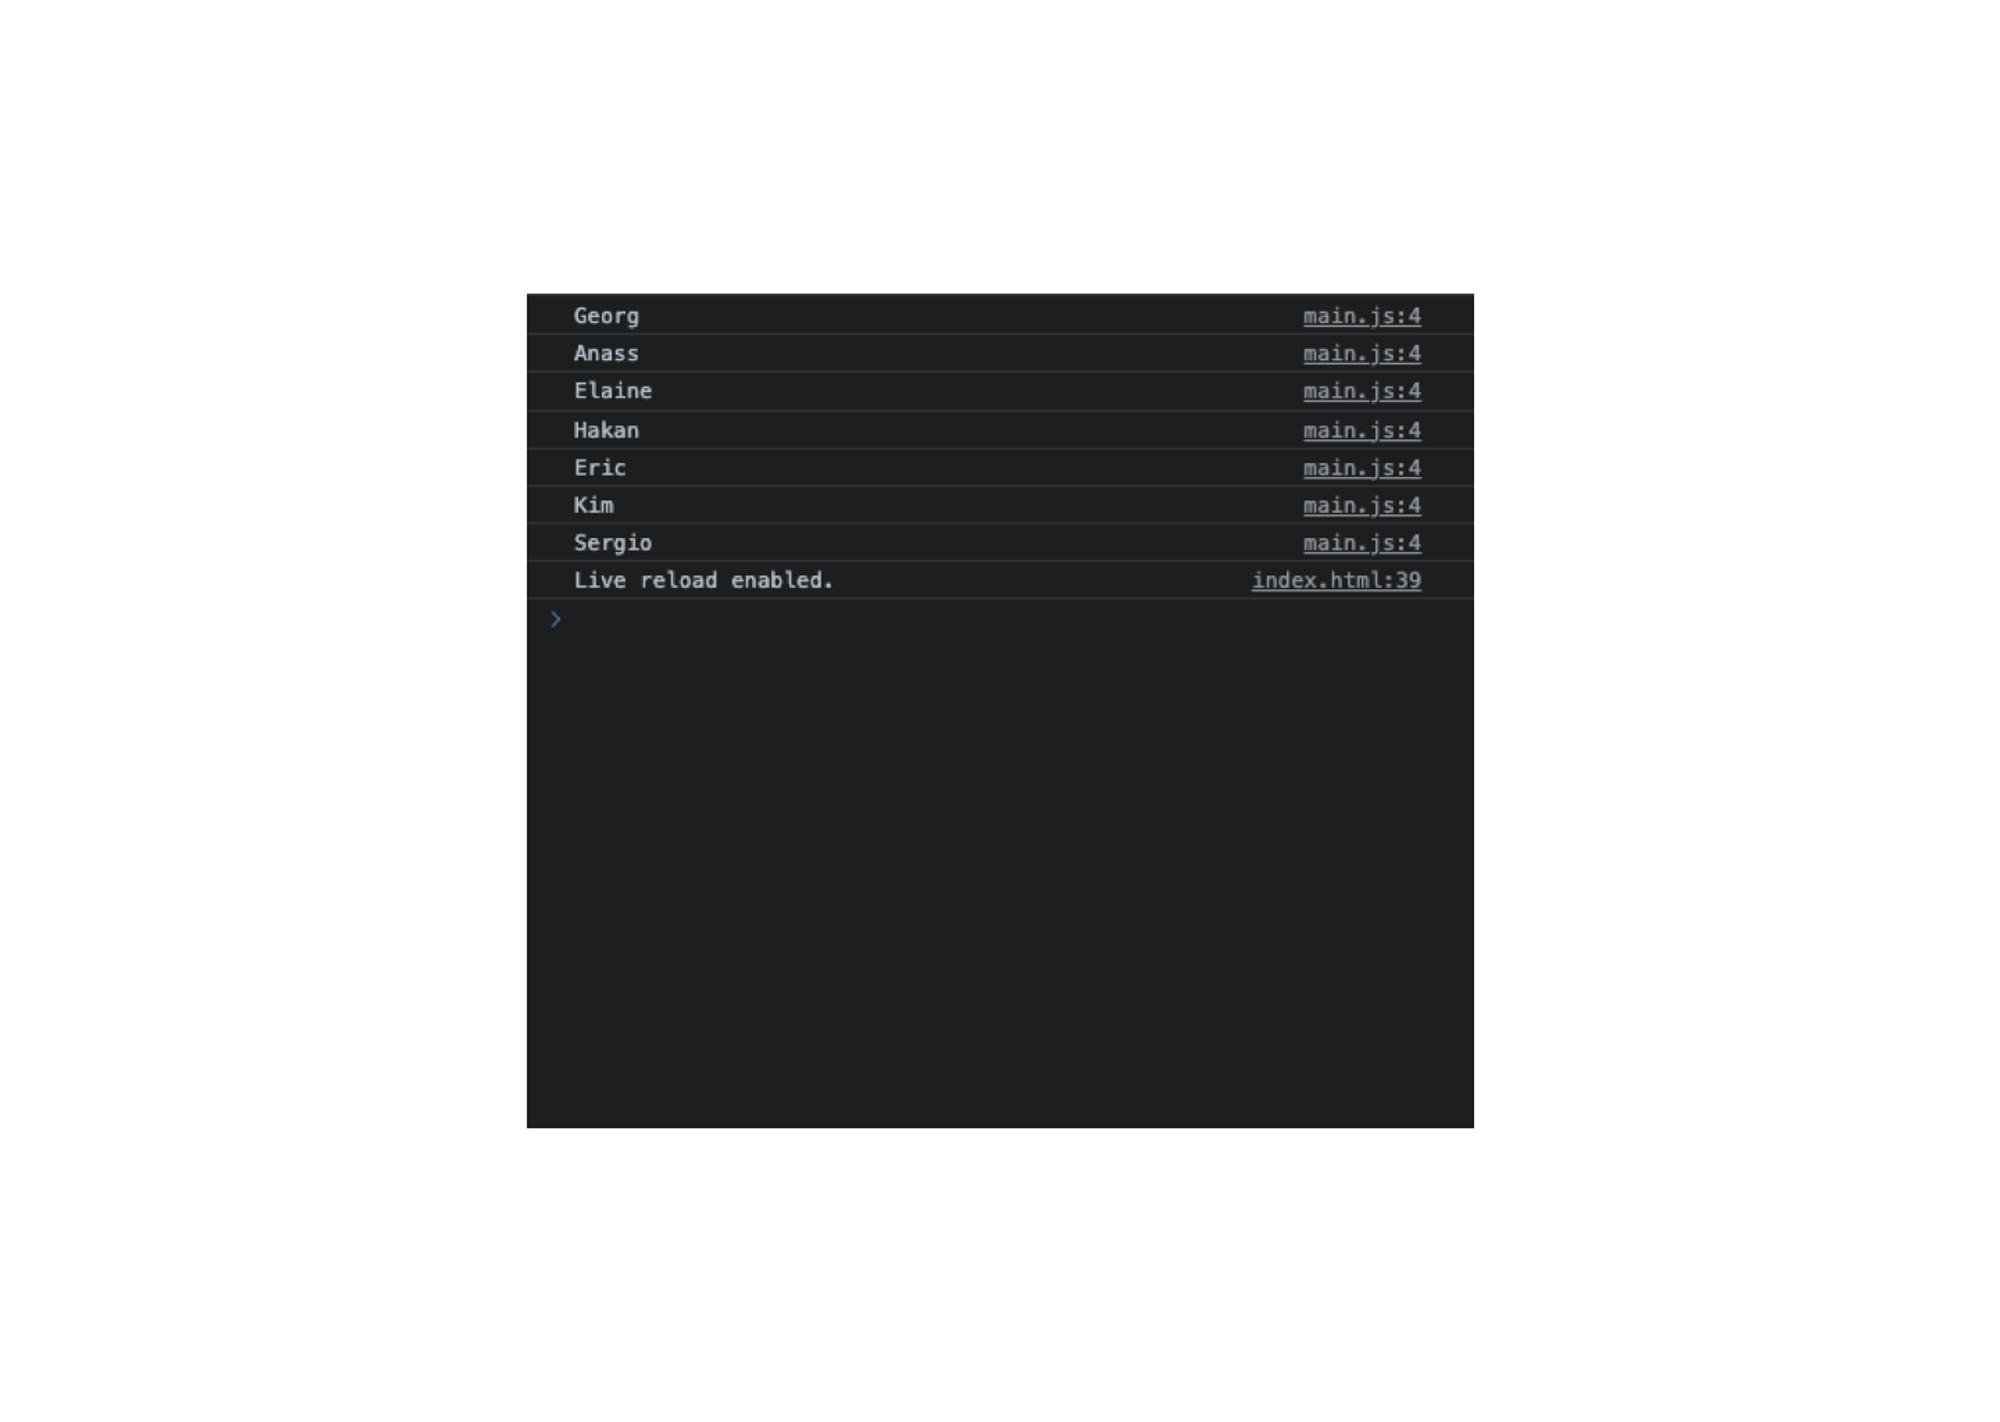 Georg main.js:4
Anass main.js:4
Elaine main.js:4
Hakan main.js:4
Eric main.js:4
Kim main.js:4
Sergio main.js:4
Live reload enabled. index.html:39